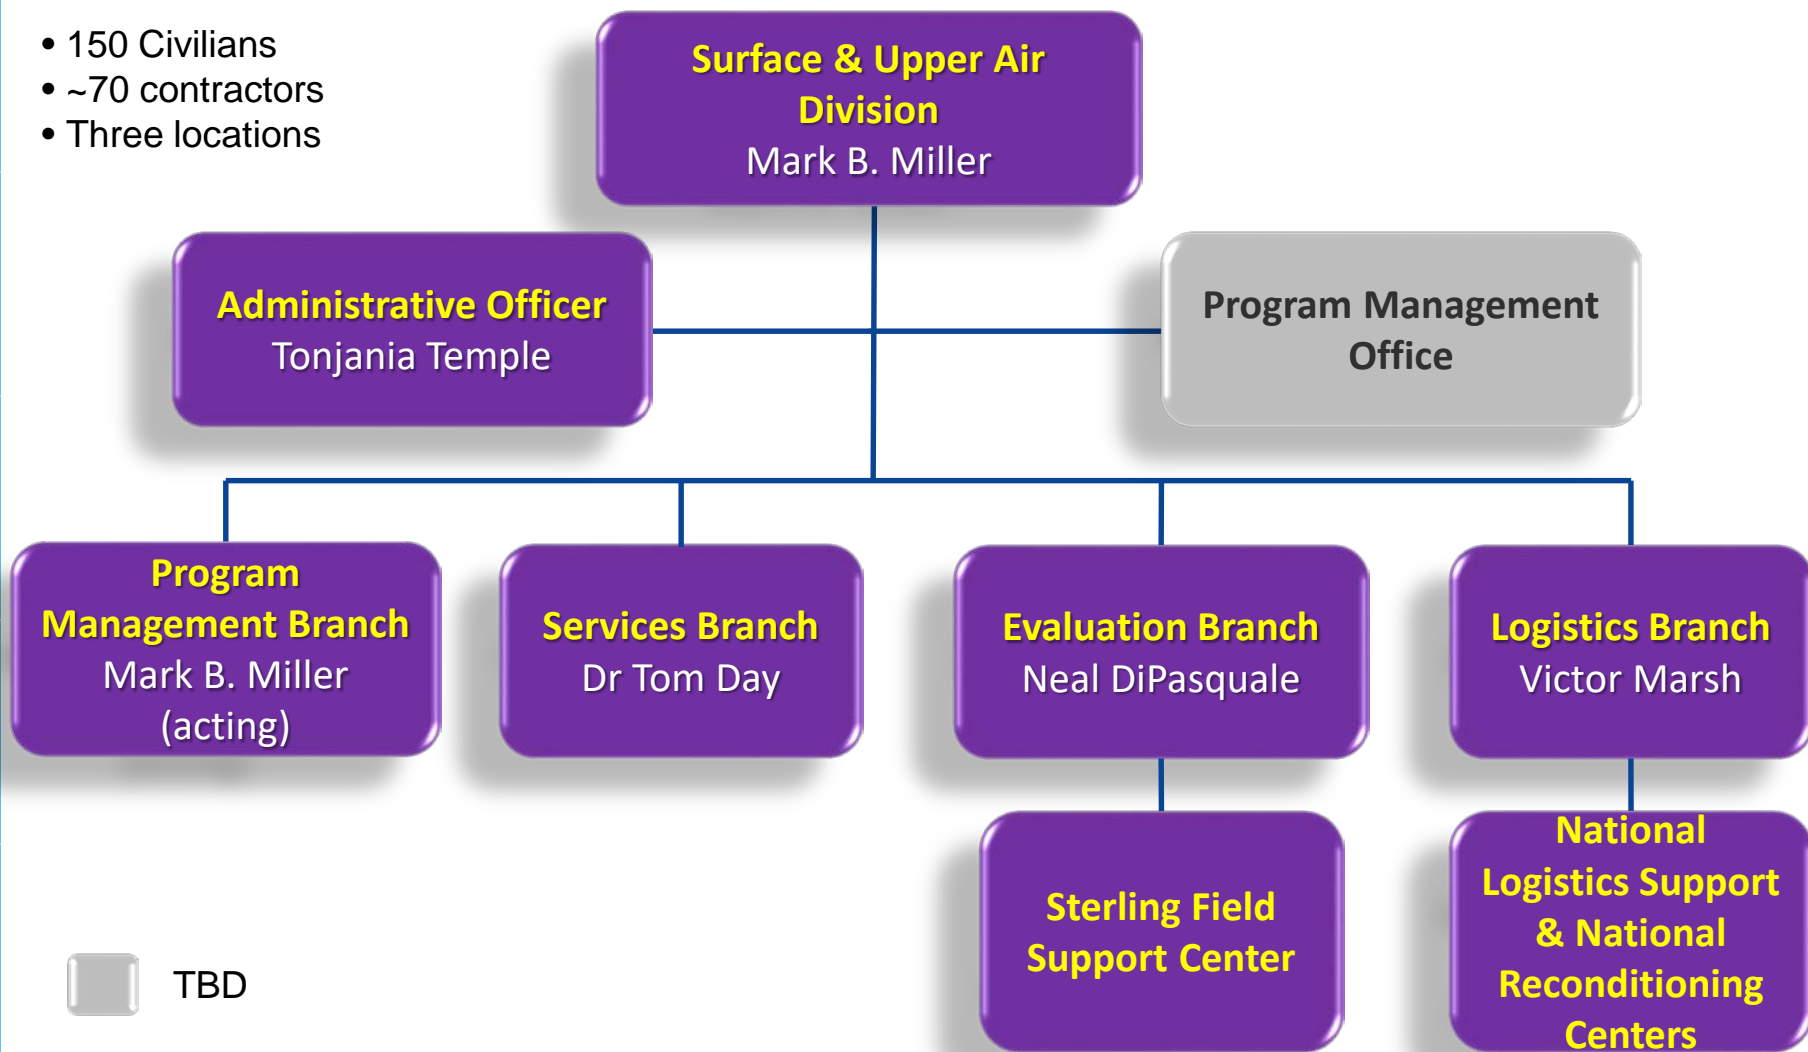 • 150 Civilians
• ~70 contractors
• Three locations
Surface & Upper Air
Division
Mark B. Miller
Administrative Officer
Tonjania Temple
Program Management
Office
Program
Management Branch
Mark B. Miller
(acting)
Services Branch
Dr Tom Day
Evaluation Branch
Neal DiPasquale
Logistics Branch
Victor Marsh
Sterling Field
Support Center
National
Logistics Support
& National
Reconditioning
Centers
TBD